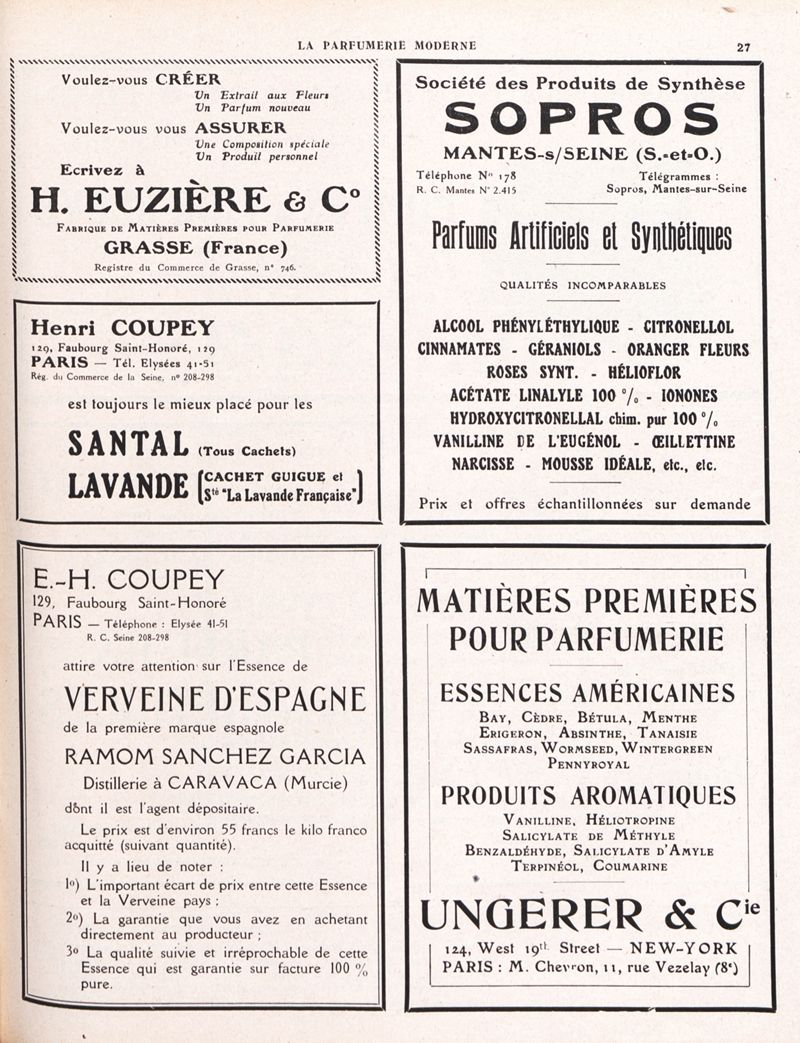 LA PARFUMERIE MODERNE
27
Voulez-vous CRÉER
Un Extrait aux Fleurs
Un Parfum nouveau
Voulez-vous vous ASSURER
Une Composition spéciale
Un Produit personnel
Ecrivez à
H. EUZIÈRE & Cº
FABRIQUE DE MATIÈRES PREMIÈRES POUR PARFUMERIE
GRASSE (France)
Registre du Commerce de Grasse, n° 746.
Henri COUPEY
129, Faubourg Saint-Honoré, 129
PARIS — Tél. Elysées 41-51
Rég. du Commerce de la Seine, nº 208-298
est toujours le mieux placé pour les
SANTAL (Tous Cachets)
LAVANDE [CACHET GUIGUE et
Sté "La Lavande Française"]
E.-H. COUPEY
129, Faubourg Saint-Honoré
PARIS — Téléphone : Elysée 41-51
R. C. Seine 208-298
attire votre attention sur l'Essence de
VERVEINE D'ESPAGNE
de la première marque espagnole
RAMOM SANCHEZ GARCIA
Distillerie à CARAVACA (Murcie)
dônt il est l'agent dépositaire.
Le prix est d'environ 55 francs le kilo franco
acquitté (suivant quantité).
Il y a lieu de noter :
1º) L'important écart de prix entre cette Essence
et la Verveine pays ;
2º) La garantie que vous avez en achetant
directement au producteur ;
3º La qualité suivie et irréprochable de cette
Essence qui est garantie sur facture 100 %
pure.
Société des Produits de Synthèse
SOPROS
MANTES-s/SEINE (S.-et-O.)
Téléphone Nº 178
R. C. Mantes N° 2.415
Télégrammes :
Sopros, Mantes-sur-Seine
Parfums Artificiels et Synthétiques
QUALITÉS INCOMPARABLES
ALCOOL PHÉNYLÉTHYLIQUE - CITRONELLOL
CINNAMATES - GÉRANIOLS - ORANGER FLEURS
ROSES SYNT. - HÉLIOFLOR
ACÉTATE LINALYLE 100 % - IONONES
HYDROXYCITRONELLAL chim. pur 100 %
VANILLINE DE L'EUGÉNOL - ŒILLETTINE
NARCISSE - MOUSSE IDÉALE, etc., etc.
Prix et offres échantillonnées sur demande
MATIÈRES PREMIÈRES
POUR PARFUMERIE
ESSENCES AMÉRICAINES
BAY, CÈDRE, BÉTULA, MENTHE
ERIGERON, ABSINTHE, TANAISIE
SASSAFRAS, WORMSEED, WINTERGREEN
PENNYROYAL
PRODUITS AROMATIQUES
VANILLINE, HÉLIOTROPINE
SALICYLATE DE MÉTHYLE
BENZALDÉHYDE, SALICYLATE D'AMYLE
TERPINÉOL, COUMARINE
UNGÈRER & Cie
124, West 19th Street — NEW-YORK
PARIS : M. Chevron, 11, rue Vezelay (8e)